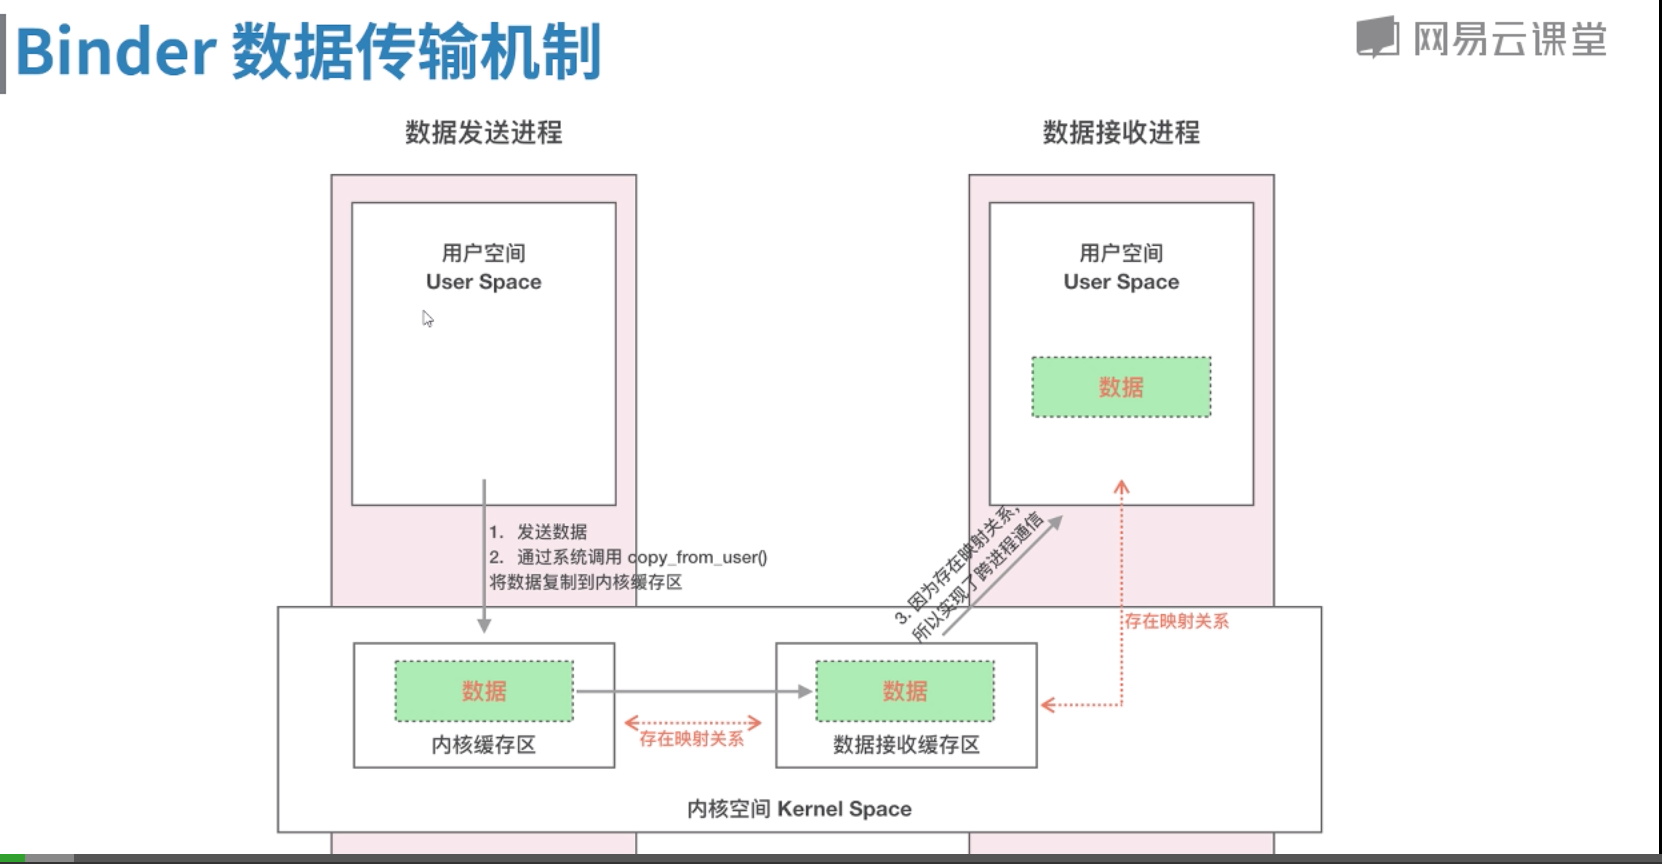 Binder 数据传输机制
网易云课堂
数据发送进程
数据接收进程
用户空间
User Space
用户空间
User Space
数据
1. 发送数据
2. 通过系统调用 copy_from_user()
将数据复制到内核缓存区
3. 因为存在映射关系，
所以实现了跨进程通信
存在映射关系
数据
数据
存在映射关系
内核缓存区
数据接收缓存区
内核空间 Kernel Space